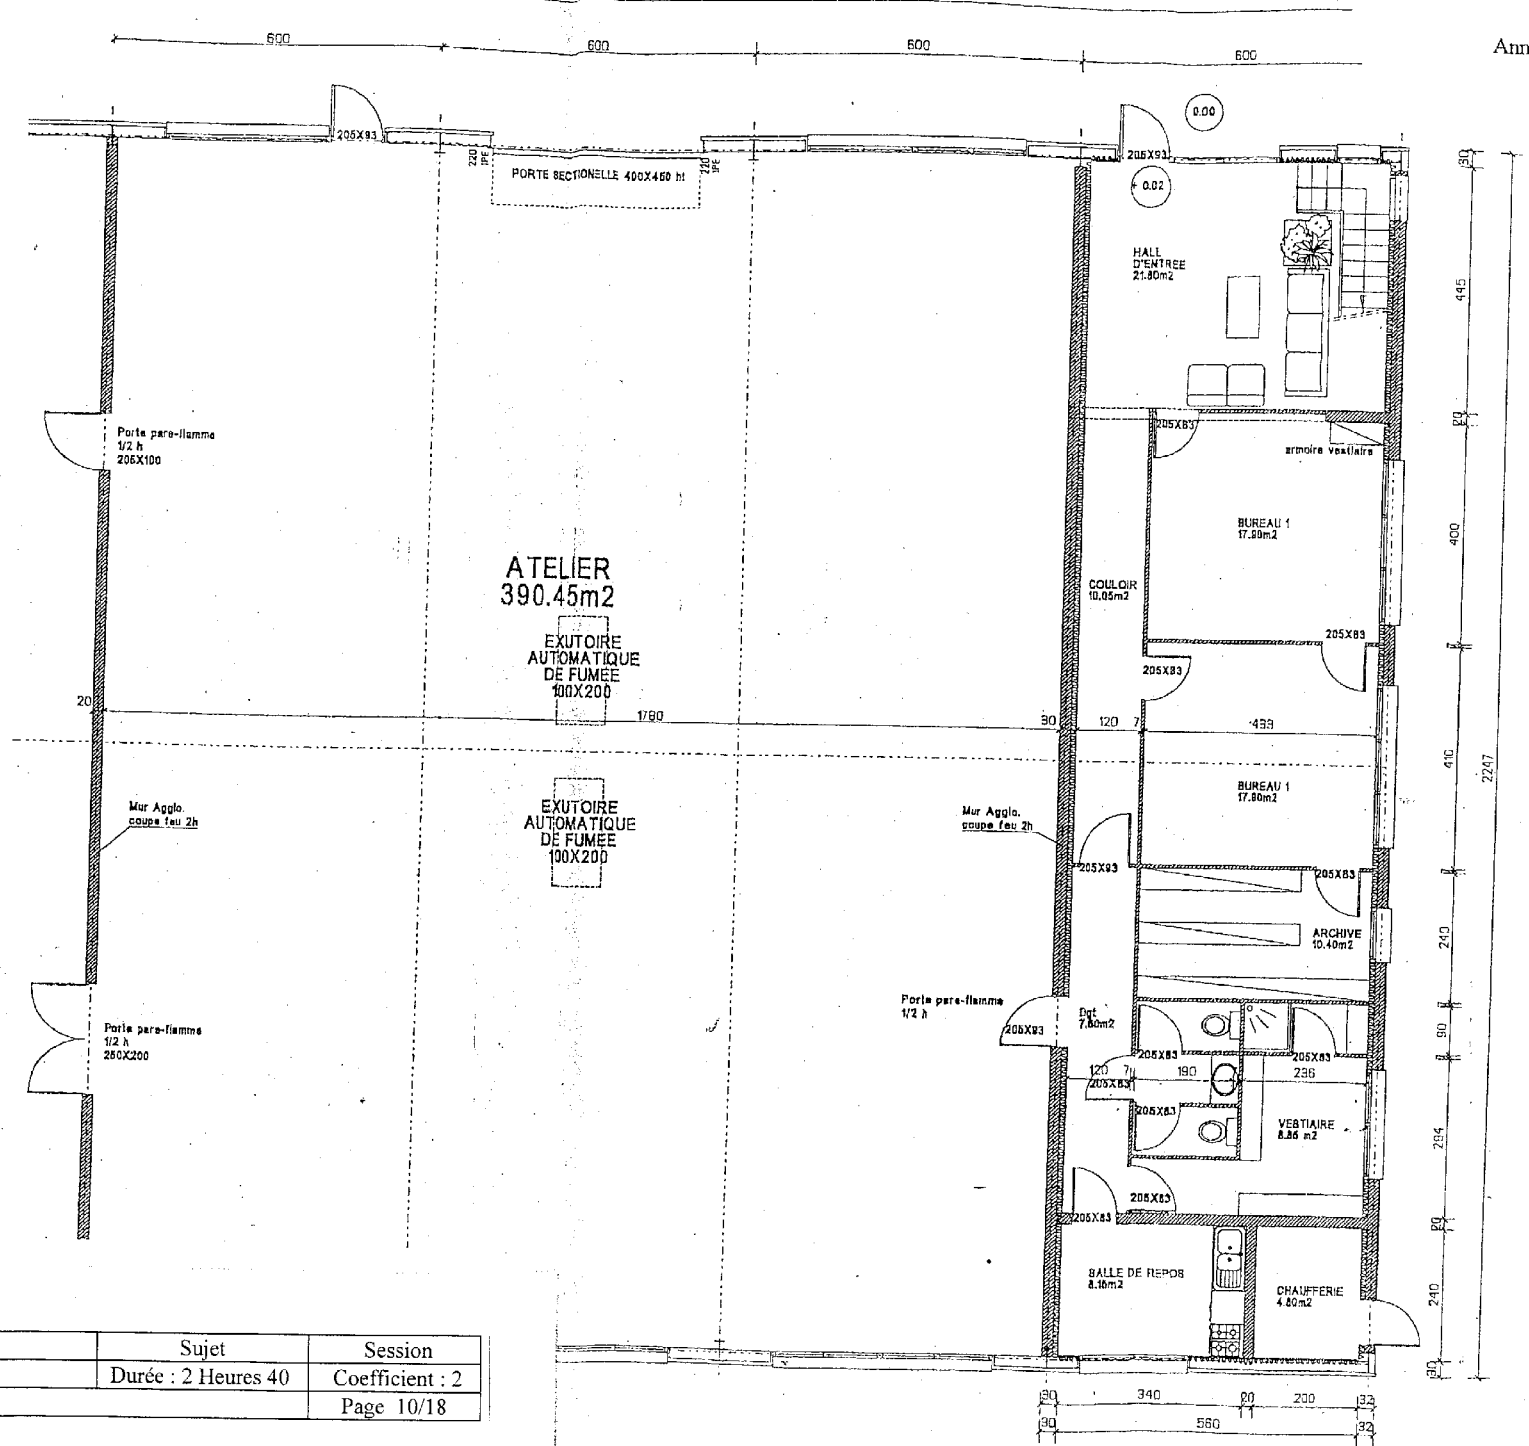 600
600
600
600
Ann
0.00
205X93
220
IPE
PORTE SECTIONELLE 400X450 ht
220
IPE
205X93
+ 0.02
30
HALL
D'ENTREE
21.80m2
445
20
205X83
armoire vestiaire
Porte pare-flamme
1/2 h
205X100
BUREAU 1
17.90m2
400
ATELIER
390.45m2
COULOIR
10.05m2
EXUTOIRE
AUTOMATIQUE
DE FUMEE
100X200
205X83
205X83
20
1780
30
120
7
433
410
2247
Mur Agglo.
coupe feu 2h
EXUTOIRE
AUTOMATIQUE
DE FUMEE
100X200
Mur Agglo.
coupe feu 2h
BUREAU 1
17.90m2
205X93
205X83
ARCHIVE
10.40m2
240
Porte pare-flamme
1/2 h
250X200
Porte pare-flamme
1/2 h
205X93
Dgt
7.60m2
90
205X83
205X83
120
7
190
236
205X83
205X83
VESTIAIRE
8.86 m2
294
205X83
205X83
20
SALLE DE REPOS
8.16m2
CHAUFFERIE
4.80m2
240
30
Sujet
Session
Durée : 2 Heures 40
Coefficient : 2
Page 10/18
30
340
20
200
32
30
560
32